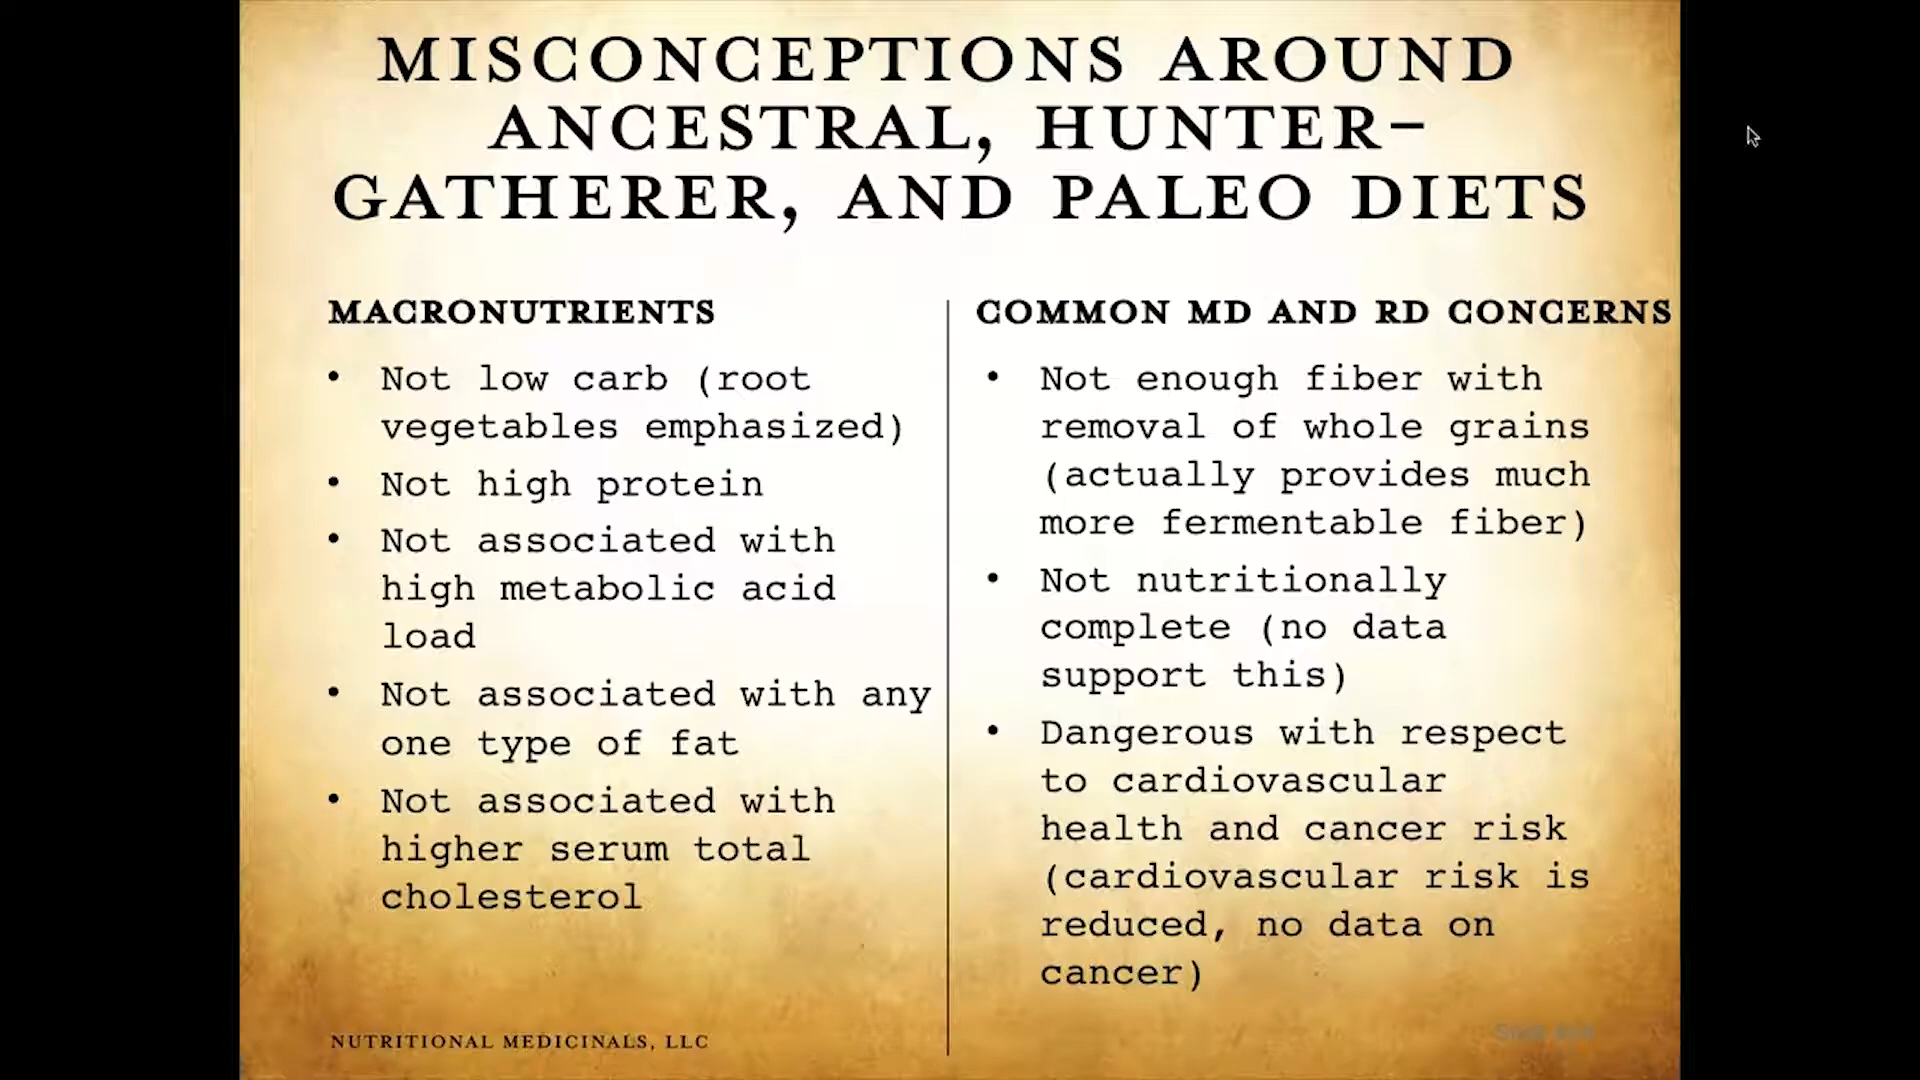 MISCONCEPTIONS AROUND
ANCESTRAL, HUNTER-
GATHERER, AND PALEO DIETS
MACRONUTRIENTS
• Not low carb (root
vegetables emphasized)
• Not high protein
• Not associated with
high metabolic acid
load
• Not associated with any
one type of fat
• Not associated with
higher serum total
cholesterol
COMMON MD AND RD CONCERNS
• Not enough fiber with
removal of whole grains
(actually provides much
more fermentable fiber)
• Not nutritionally
complete (no data
support this)
• Dangerous with respect
to cardiovascular
health and cancer risk
(cardiovascular risk is
reduced, no data on
cancer)
NUTRITIONAL MEDICINALS, LLC